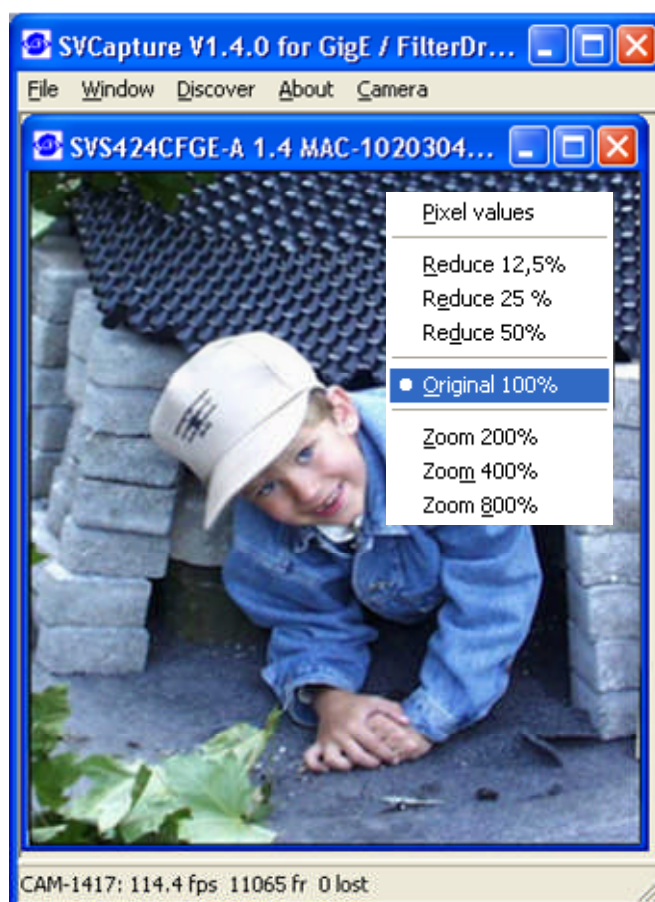 SVCapture V1.4.0 for GigE / FilterDr...
File Window Discover About Camera
SVS424CFGE-A 1.4 MAC-1020304...
Pixel values
Reduce 12,5%
Reduce 25 %
Reduce 50%
Original 100%
Zoom 200%
Zoom 400%
Zoom 800%
CAM-1417: 114.4 fps 11065 fr 0 lost